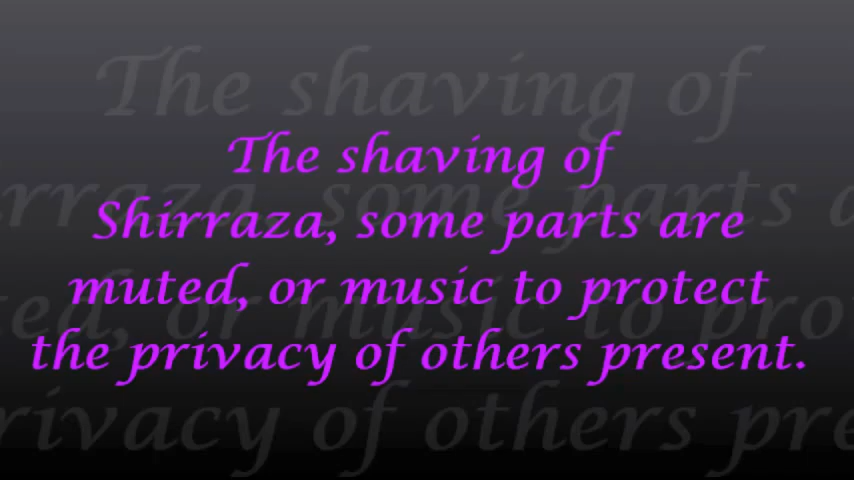 The shaving of
Shirraza, some parts are
muted, or music to protect
the privacy of others present.